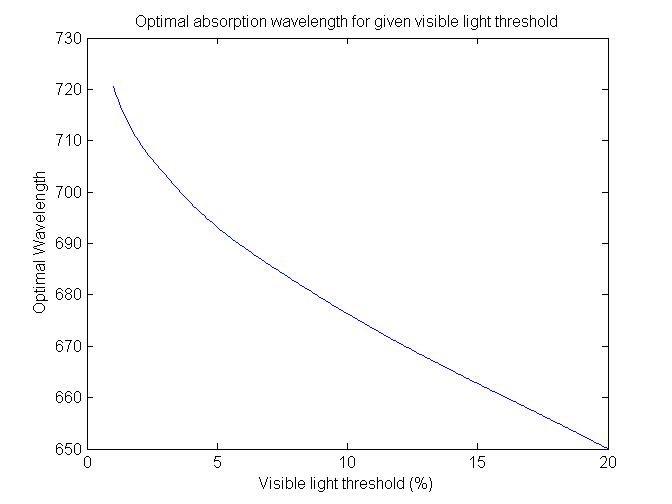 Optimal absorption wavelength for given visible light threshold
730
720
710
700
690
680
670
660
650
Optimal Wavelength
0 5 10 15 20
Visible light threshold (%)